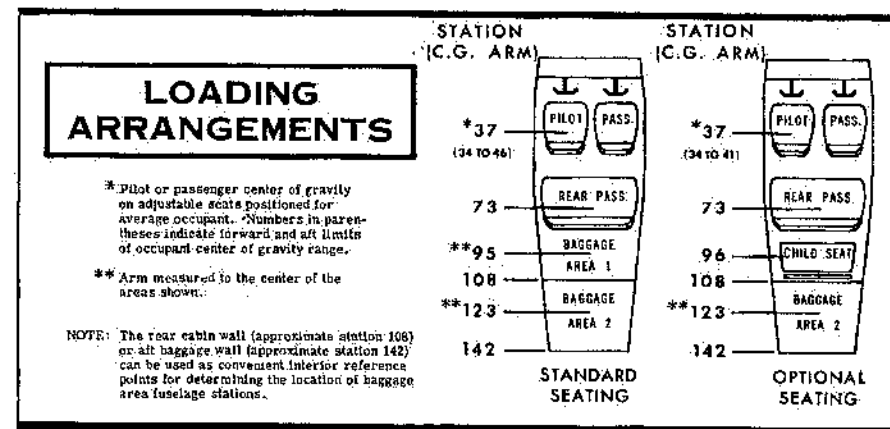 LOADING
ARRANGEMENTS
* Pilot or passenger center of gravity
on adjustable seats positioned for
average occupant. Numbers in paren-
theses indicate forward and aft limits
of occupant center of gravity range.
** Arm measured to the center of the
areas shown.
NOTE: The rear cabin wall (approximate station 108)
or aft baggage wall (approximate station 142)
can be used as convenient interior reference
points for determining the location of baggage
area fuselage stations.
STATION
(C.G. ARM)
PILOT PASS.
*37
(34 TO 46)
REAR PASS.
73
**95
BAGGAGE
AREA 1
108
**123
BAGGAGE
AREA 2
142
STANDARD
SEATING
STATION
(C.G. ARM)
PILOT PASS.
*37
(34 TO 41)
REAR PASS.
73
96
CHILD SEAT
108
**123
BAGGAGE
AREA 2
142
OPTIONAL
SEATING